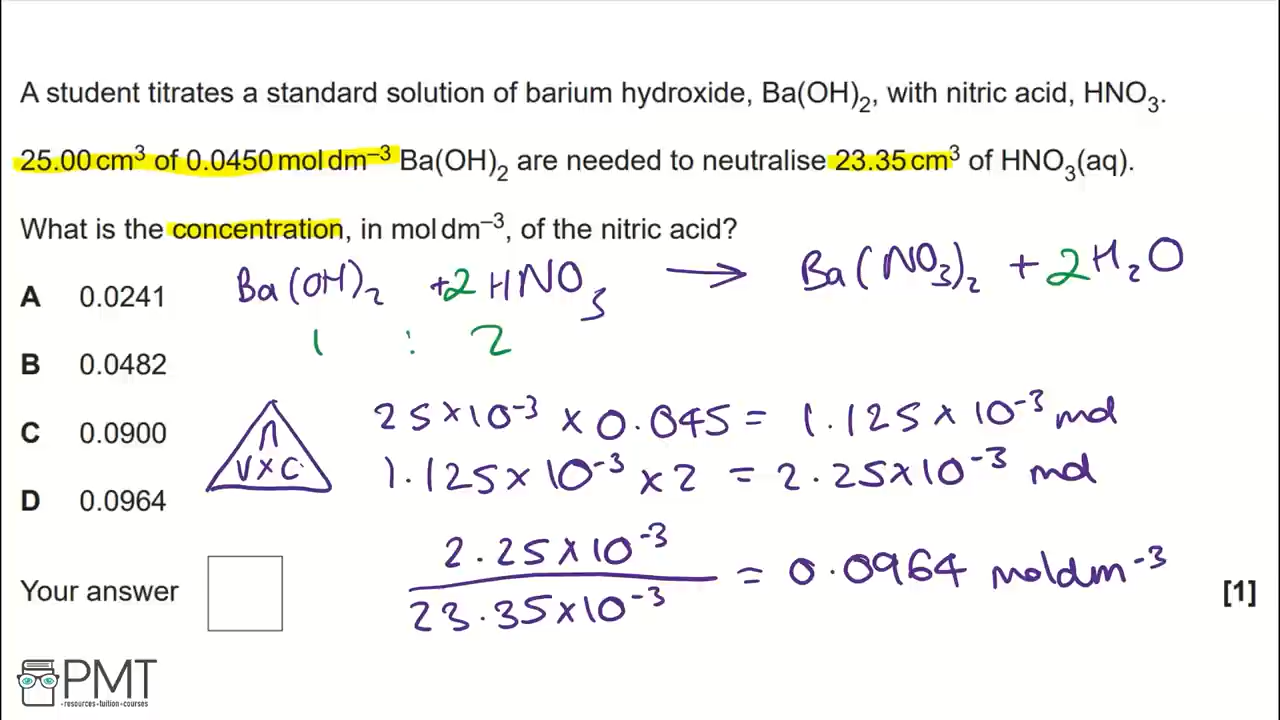 A student titrates a standard solution of barium hydroxide, Ba(OH)₂, with nitric acid, HNO₃.
25.00 cm³ of 0.0450 mol dm⁻³ Ba(OH)₂ are needed to neutralise 23.35 cm³ of HNO₃(aq).
What is the concentration, in mol dm⁻³, of the nitric acid?
Ba(OH)₂ + 2HNO₃ → Ba(NO₃)₂ + 2H₂O
1 : 2
A 0.0241
B 0.0482
C 0.0900
D 0.0964
n
V × C
25 × 10⁻³ × 0.045 = 1.125 × 10⁻³ mol
1.125 × 10⁻³ × 2 = 2.25 × 10⁻³ mol
2.25 × 10⁻³
23.35 × 10⁻³
= 0.0964 mol dm⁻³
Your answer
[1]
PMT
resources•tuition•courses